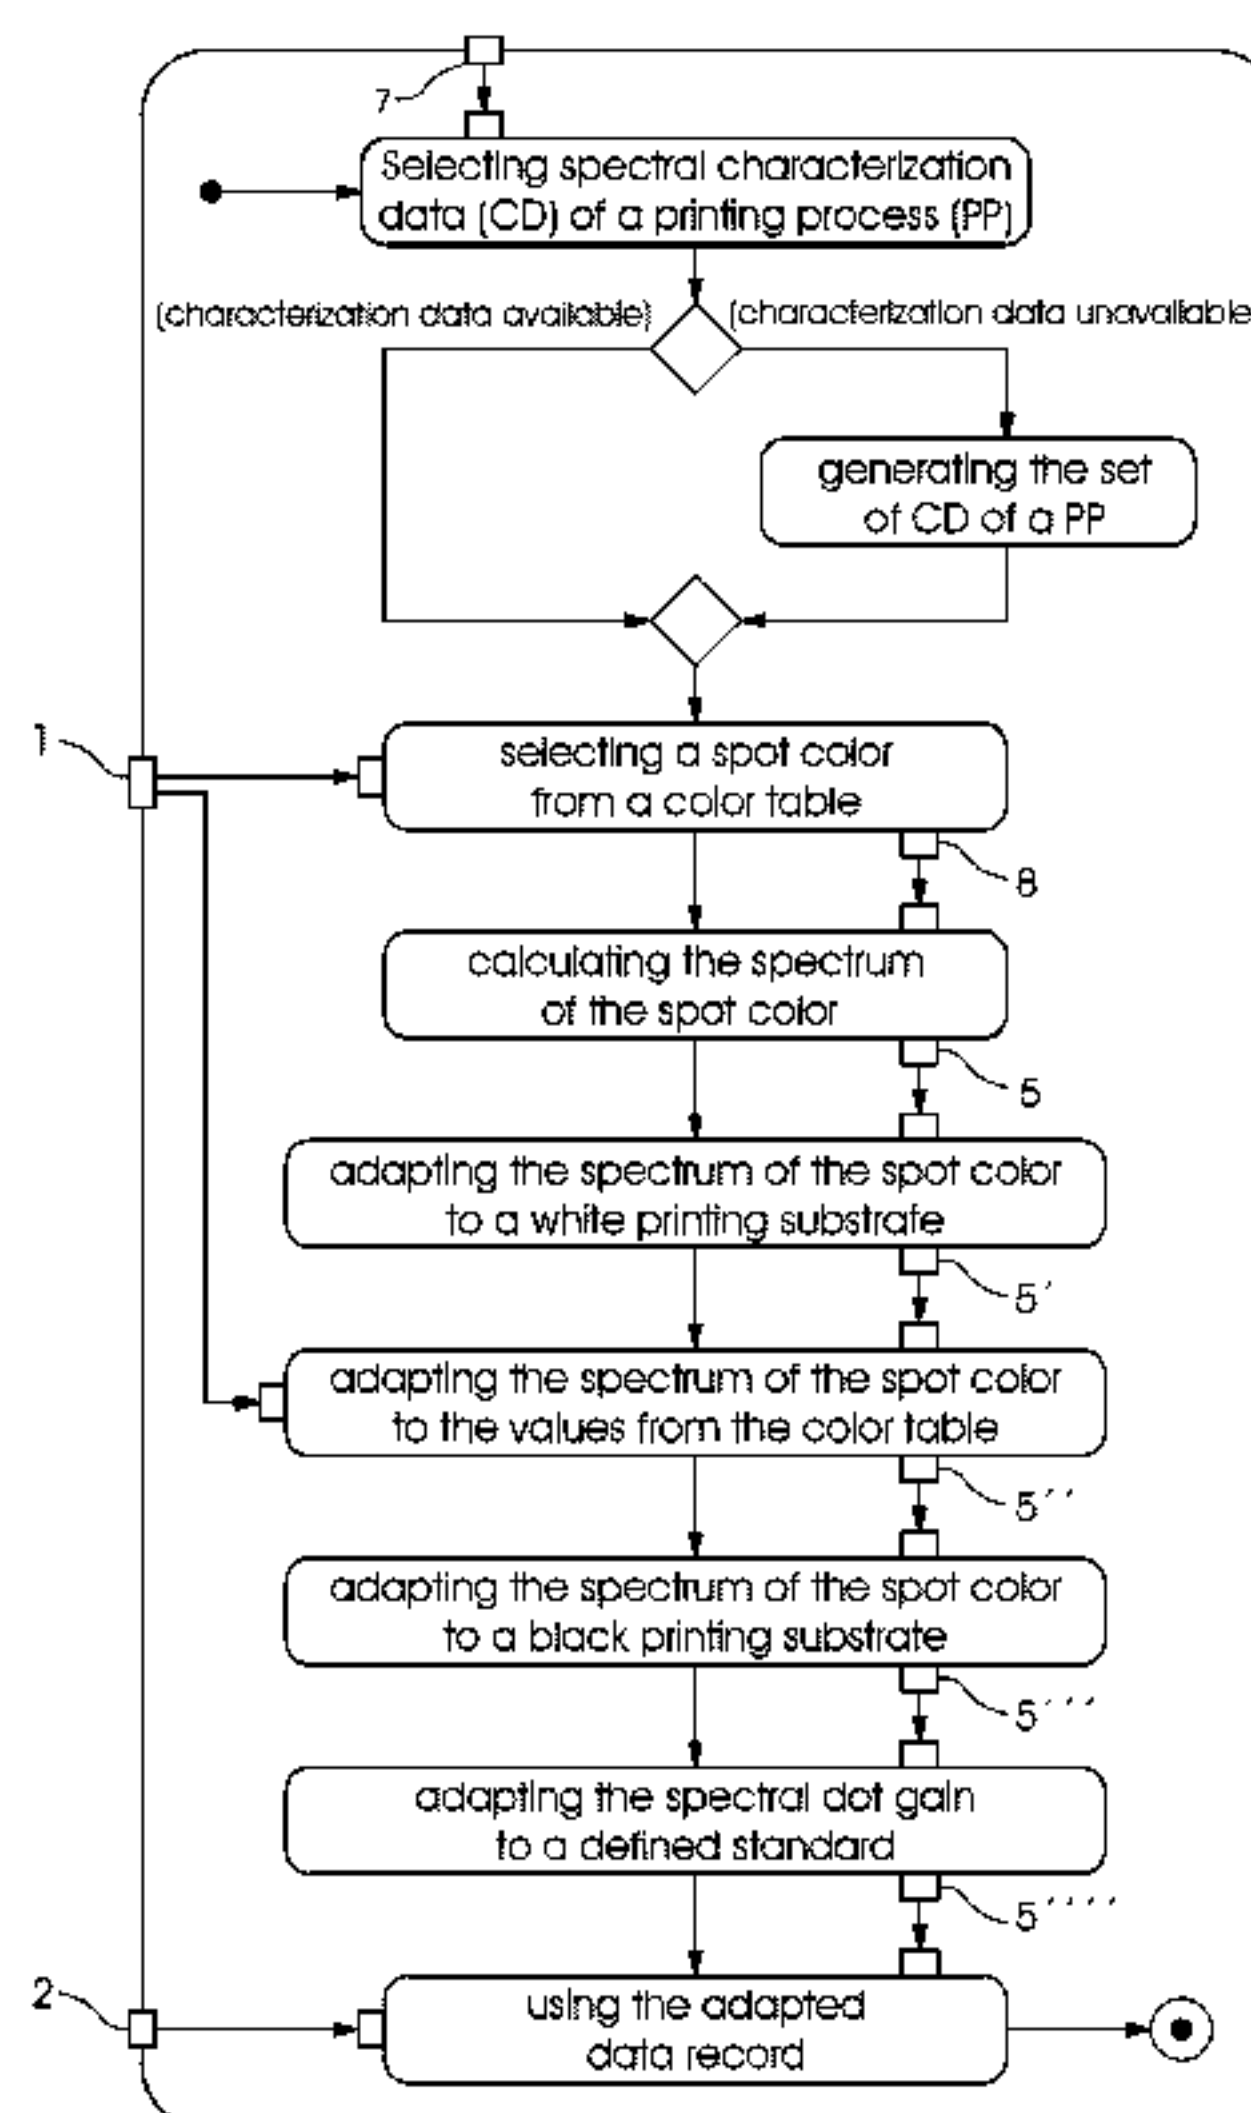 7
Selecting spectral characterization
data (CD) of a printing process (PP)
(characterization data available)
(characterization data unavailable
generating the set
of CD of a PP
1
selecting a spot color
from a color table
8
calculating the spectrum
of the spot color
5
adapting the spectrum of the spot color
to a white printing substrate
5´
adapting the spectrum of the spot color
to the values from the color table
5´´
adapting the spectrum of the spot color
to a black printing substrate
5´´´
adapting the spectral dot gain
to a defined standard
5´´´´
2
using the adapted
data record